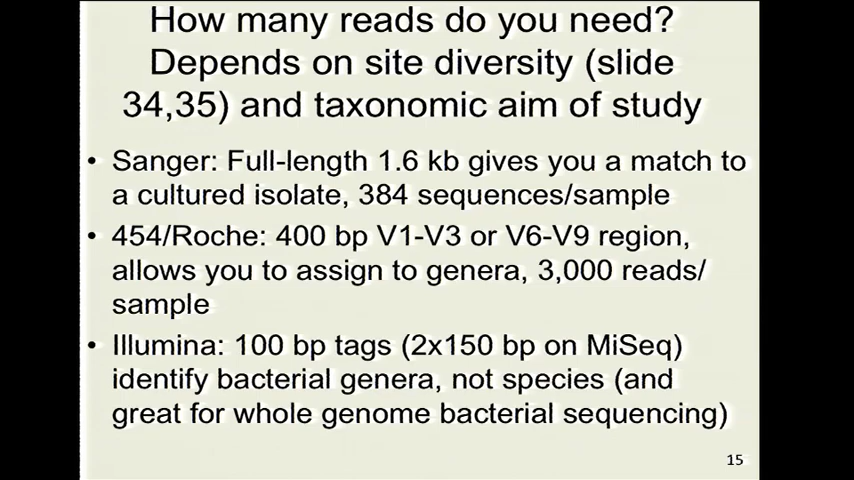 How many reads do you need?
Depends on site diversity (slide
34,35) and taxonomic aim of study
• Sanger: Full-length 1.6 kb gives you a match to
a cultured isolate, 384 sequences/sample
• 454/Roche: 400 bp V1-V3 or V6-V9 region,
allows you to assign to genera, 3,000 reads/
sample
• Illumina: 100 bp tags (2x150 bp on MiSeq)
identify bacterial genera, not species (and
great for whole genome bacterial sequencing)
15